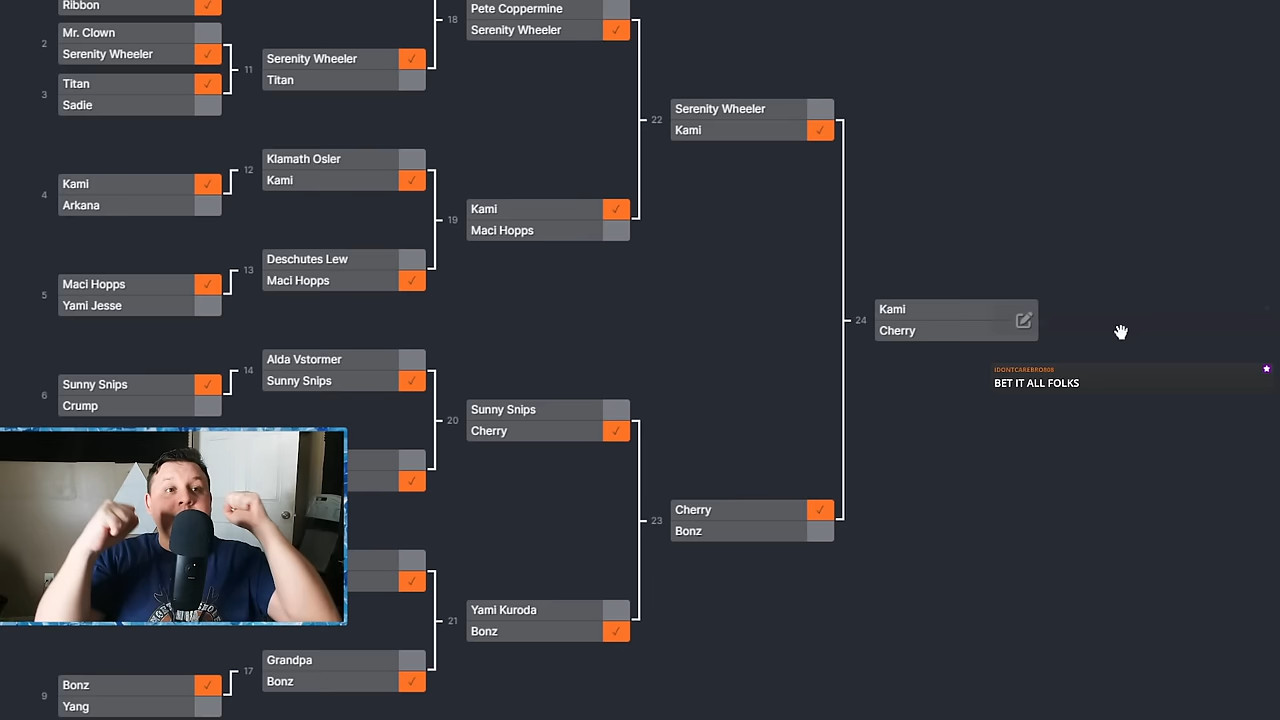 Ribbon
2
Mr. Clown
Serenity Wheeler
3
Titan
Sadie
4
Kami
Arkana
5
Maci Hopps
Yami Jesse
6
Sunny Snips
Crump
9
Bonz
Yang
11
Serenity Wheeler
Titan
12
Klamath Osler
Kami
13
Deschutes Lew
Maci Hopps
14
Alda Vstormer
Sunny Snips
17
Grandpa
Bonz
18
Pete Coppermine
Serenity Wheeler
19
Kami
Maci Hopps
20
Sunny Snips
Cherry
21
Yami Kuroda
Bonz
22
Serenity Wheeler
Kami
23
Cherry
Bonz
24
Kami
Cherry
IDONTCAREBRO808
BET IT ALL FOLKS